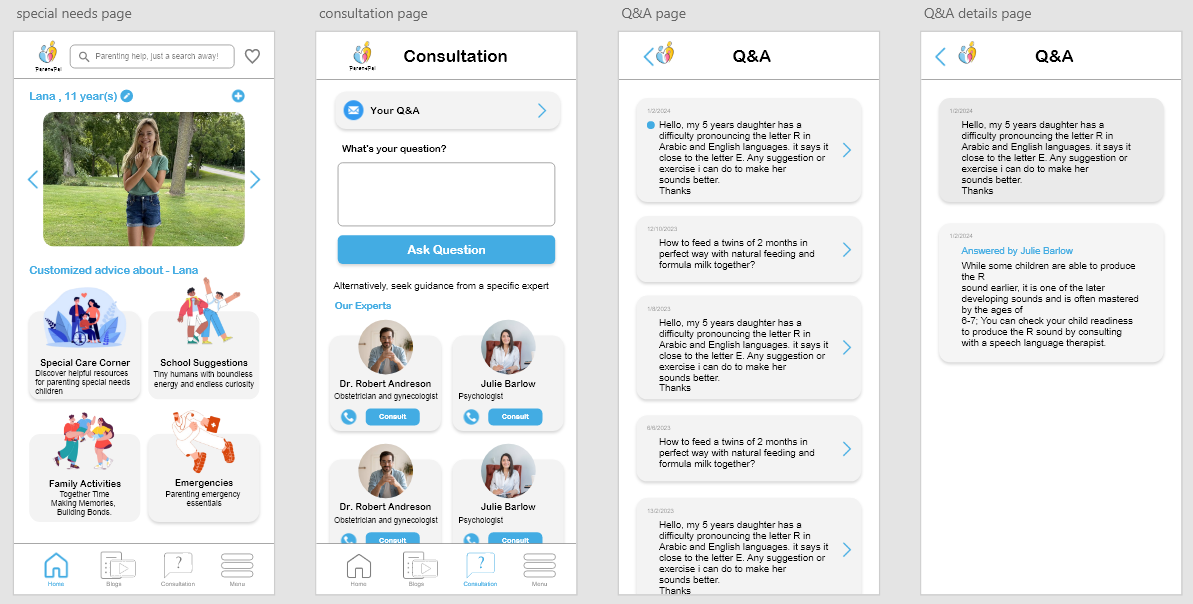 special needs page
ParentPal
Parenting help, just a search away!
Lana , 11 year(s)
Customized advice about - Lana
Special Care Corner
Discover helpful resources
for parenting special needs
children
School Suggestions
Tiny humans with boundless
energy and endless curiosity
Family Activities
Together Time
Making Memories,
Building Bonds.
Emergencies
Parenting emergency
essentials
Home
Blogs
?
Consultation
Menu
consultation page
ParentPal
Consultation
Your Q&A
What's your question?
Ask Question
Alternatively, seek guidance from a specific expert
Our Experts
Dr. Robert Andreson
Obstetrician and gynecologist
Consult
Julie Barlow
Psychologist
Consult
Dr. Robert Andreson
Obstetrician and gynecologist
Consult
Julie Barlow
Psychologist
Consult
Home
Blogs
?
Consultation
Menu
Q&A page
Q&A
1/2/2024
Hello, my 5 years daughter has a
difficulty pronouncing the letter R in
Arabic and English languages. it says it
close to the letter E. Any suggestion or
exercise i can do to make her
sounds better.
Thanks
12/10/2023
How to feed a twins of 2 months in
perfect way with natural feeding and
formula milk together?
1/8/2023
Hello, my 5 years daughter has a
difficulty pronouncing the letter R in
Arabic and English languages. it says it
close to the letter E. Any suggestion or
exercise i can do to make her
sounds better.
Thanks
6/6/2023
How to feed a twins of 2 months in
perfect way with natural feeding and
formula milk together?
13/2/2023
Hello, my 5 years daughter has a
difficulty pronouncing the letter R in
Arabic and English languages. it says it
close to the letter E. Any suggestion or
exercise i can do to make her
sounds better.
Thanks
Q&A details page
Q&A
1/2/2024
Hello, my 5 years daughter has a
difficulty pronouncing the letter R in
Arabic and English languages. it says it
close to the letter E. Any suggestion or
exercise i can do to make her
sounds better.
Thanks
1/2/2024
Answered by Julie Barlow
While some children are able to produce
the R
sound earlier, it is one of the later
developing sounds and is often mastered
by the ages of
6-7; You can check your child readiness
to produce the R sound by consulting
with a speech language therapist.